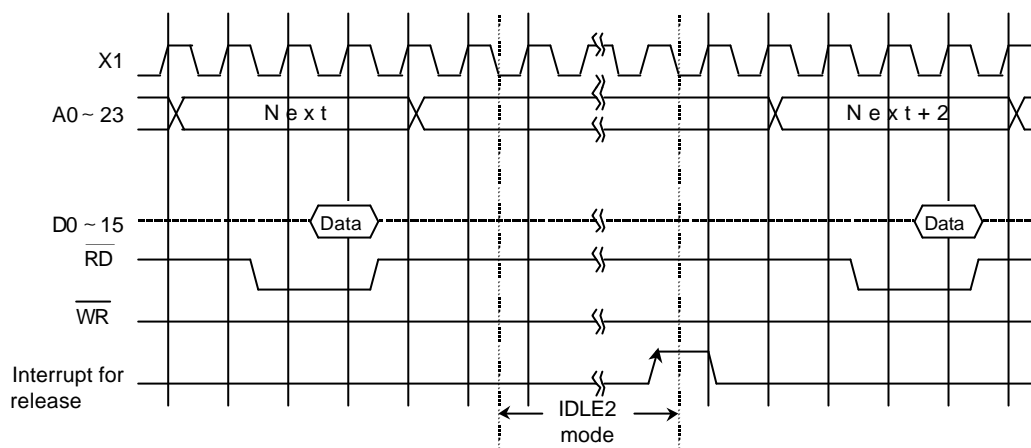 X1
A0 ~ 23
Next
Next + 2
D0 ~ 15
Data
Data
RD
WR
Interrupt for
release
IDLE2
mode